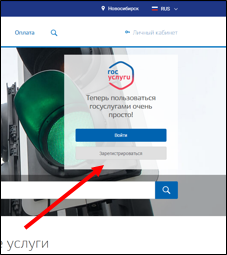 Новосибирск
RUS
Оплата
Личный кабинет
гос
услуги
Теперь пользоваться
госуслугами очень
просто!
Войти
Зарегистрироваться
е услуги